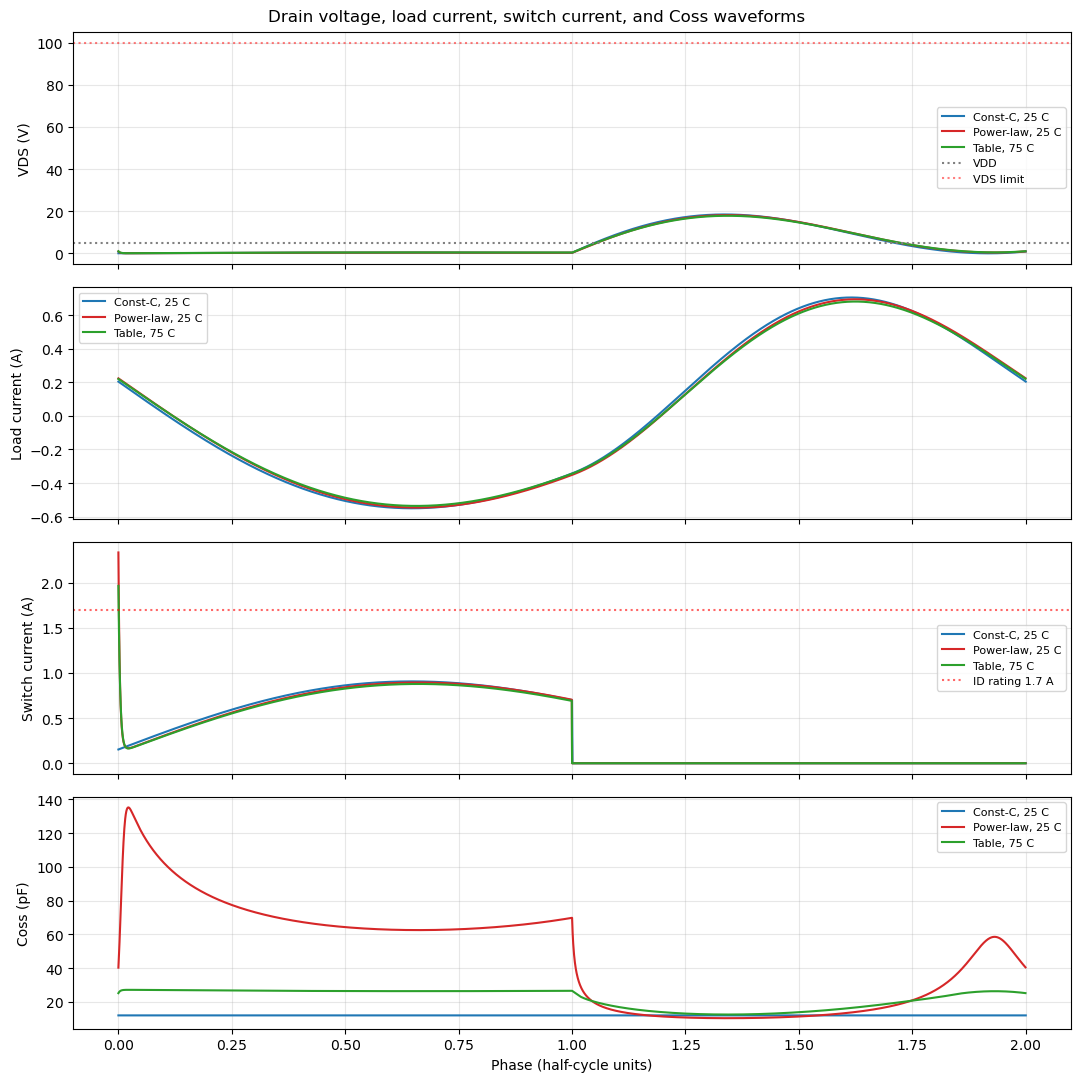 Drain voltage, load current, switch current, and Coss waveforms
VDS (V)
100
80
60
40
20
0
Const-C, 25 C
Power-law, 25 C
Table, 75 C
VDD
VDS limit
Load current (A)
0.6
0.4
0.2
0.0
−0.2
−0.4
−0.6
Const-C, 25 C
Power-law, 25 C
Table, 75 C
Switch current (A)
2.0
1.5
1.0
0.5
0.0
Const-C, 25 C
Power-law, 25 C
Table, 75 C
ID rating 1.7 A
Coss (pF)
140
120
100
80
60
40
20
Const-C, 25 C
Power-law, 25 C
Table, 75 C
0.00 0.25 0.50 0.75 1.00 1.25 1.50 1.75 2.00
Phase (half-cycle units)